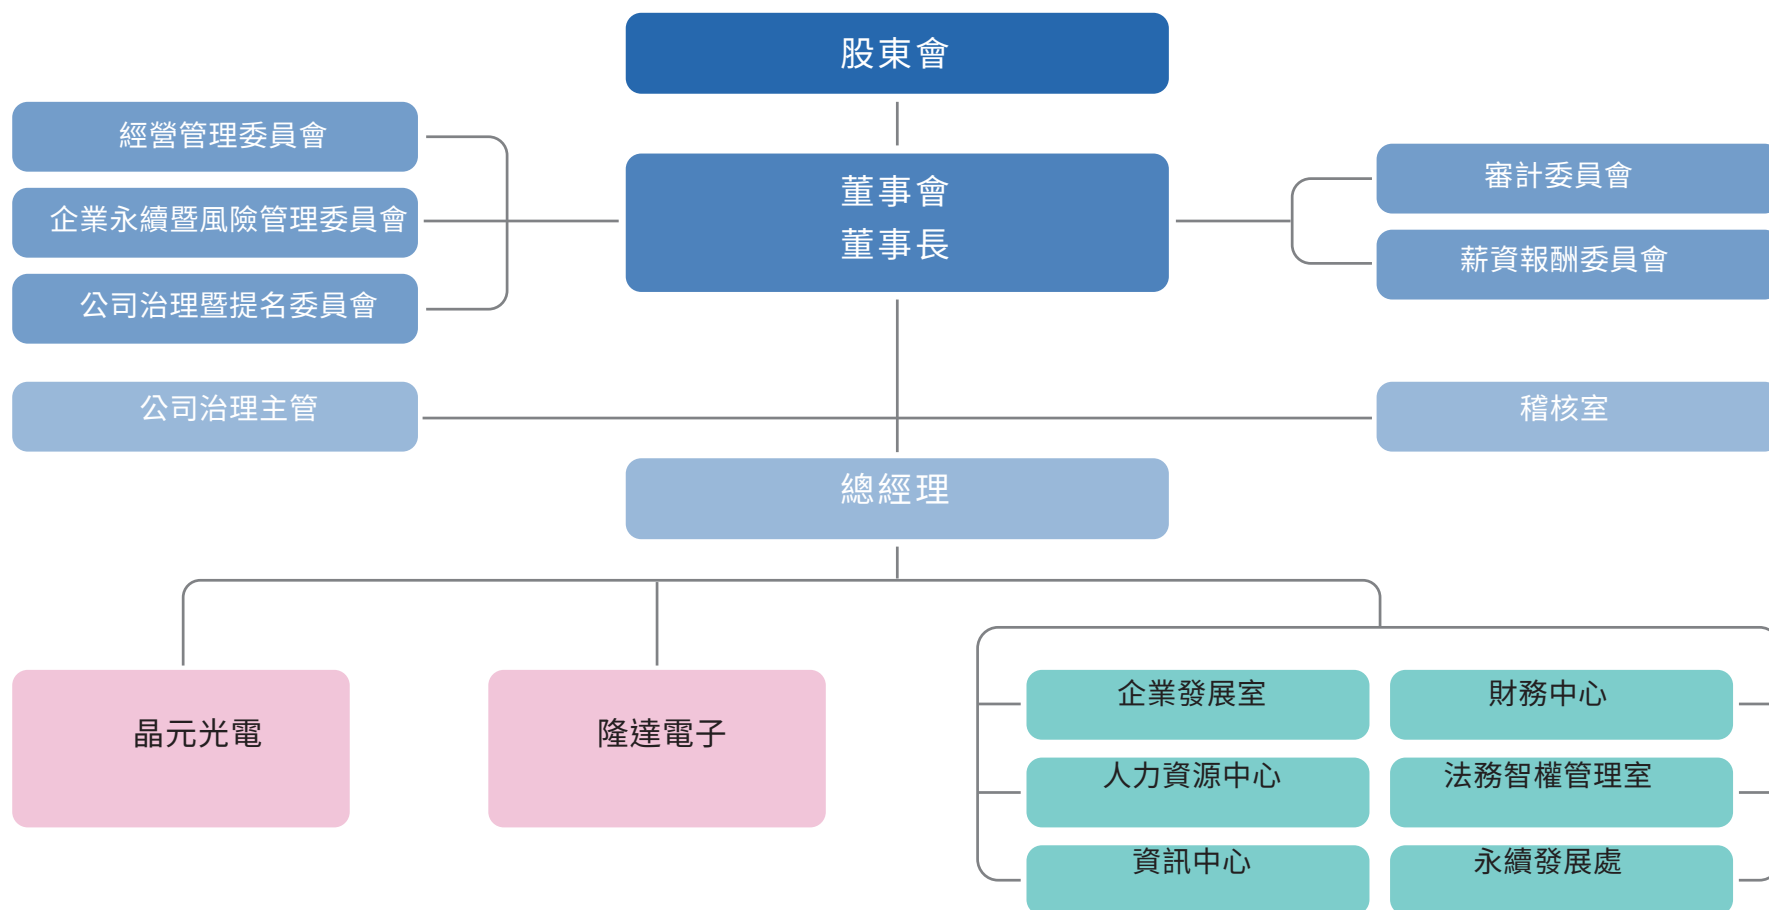 股東會
經營管理委員會
企業永續暨風險管理委員會
公司治理暨提名委員會
董事會
董事長
審計委員會
薪資報酬委員會
公司治理主管
稽核室
總經理
晶元光電
隆達電子
企業發展室
財務中心
人力資源中心
法務智權管理室
資訊中心
永續發展處